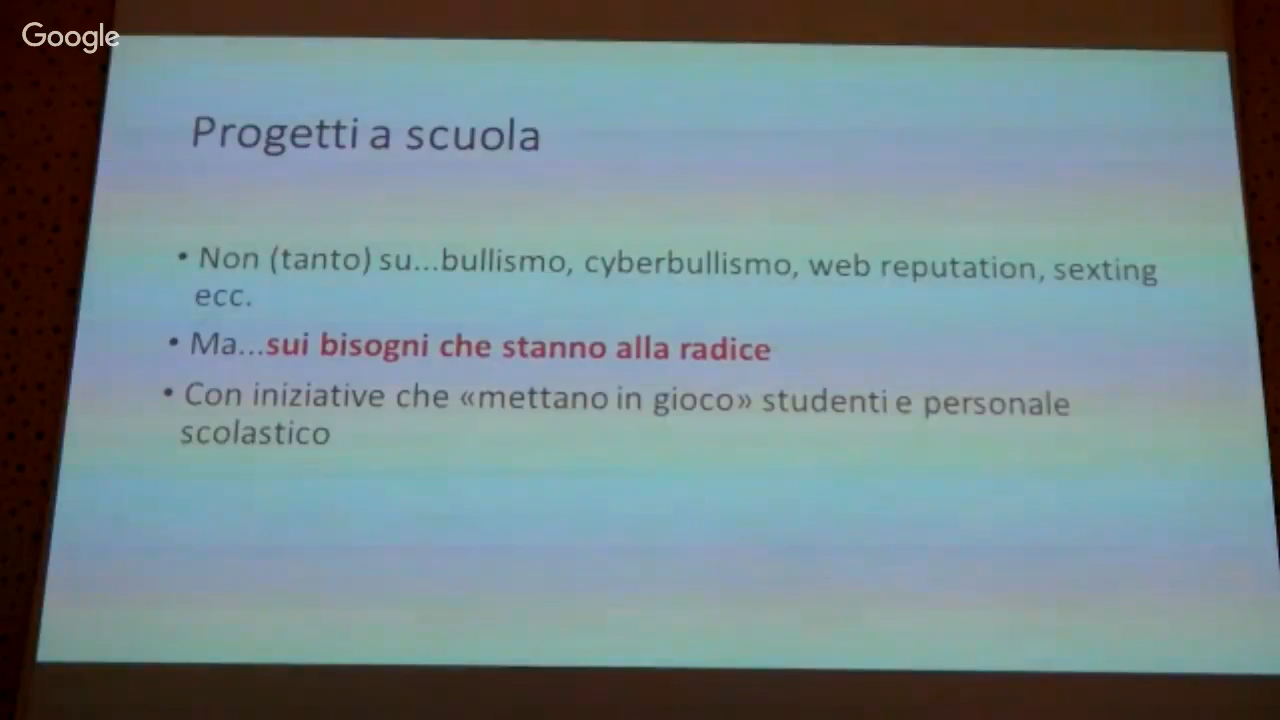 Google
Progetti a scuola
• Non (tanto) su...bullismo, cyberbullismo, web reputation, sexting
ecc.
• Ma...sui bisogni che stanno alla radice
• Con iniziative che «mettano in gioco» studenti e personale
scolastico